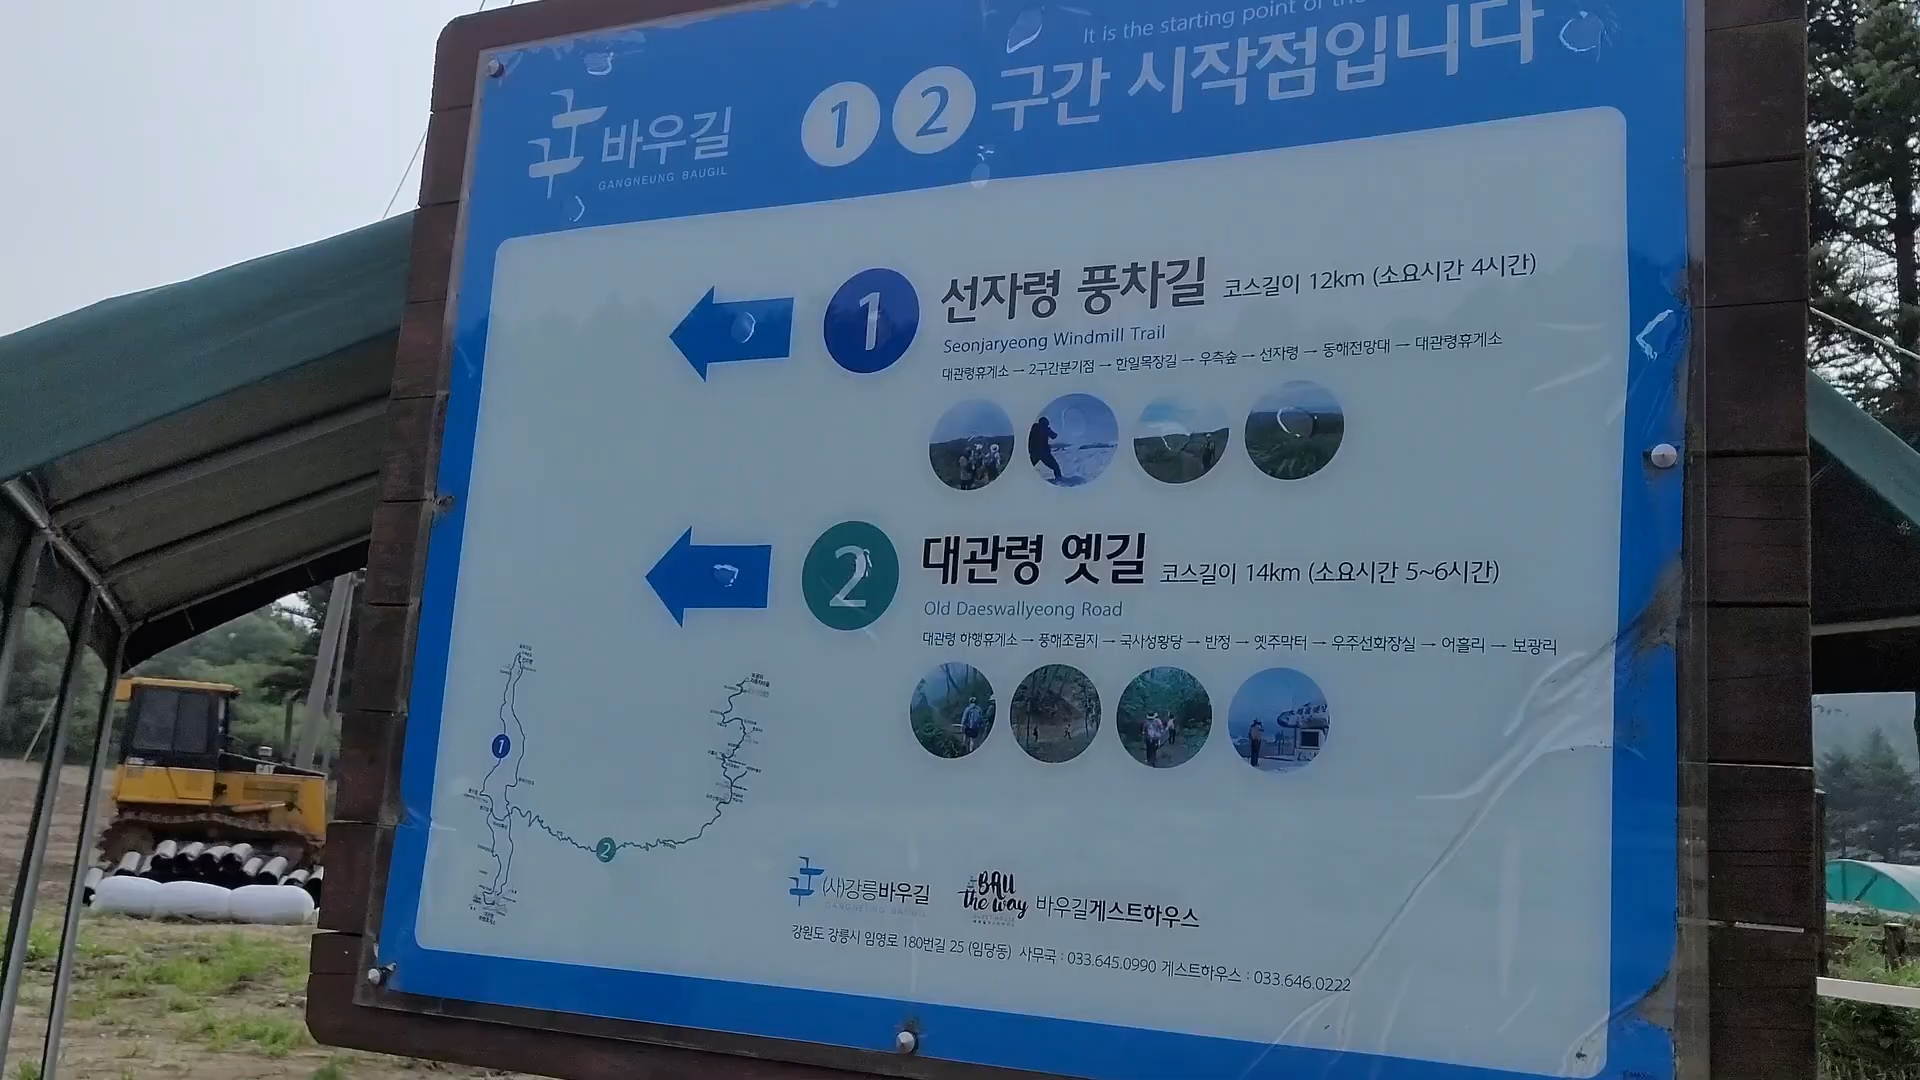 It is the starting point of the
바우길
GANGNEUNG BAUGIL
1 2 구간 시작점입니다
1 선자령 풍차길 코스길이 12km (소요시간 4시간)
Seonjaryeong Windmill Trail
대관령휴게소 → 2구간분기점 → 한일목장길 → 우측숲 → 선자령 → 동해전망대 → 대관령휴게소
2 대관령 옛길 코스길이 14km (소요시간 5~6시간)
Old Daeswallyeong Road
대관령 하행휴게소 → 풍해조림지 → 국사성황당 → 반정 → 옛주막터 → 우주선화장실 → 어흘리 → 보광리
1
2
(사)강릉바우길
GANGNEUNG BAUGIL
BAU the way
바우길게스트하우스
강원도 강릉시 임영로 180번길 25 (임당동) 사무국 : 033.645.0990 게스트하우스 : 033.646.0222